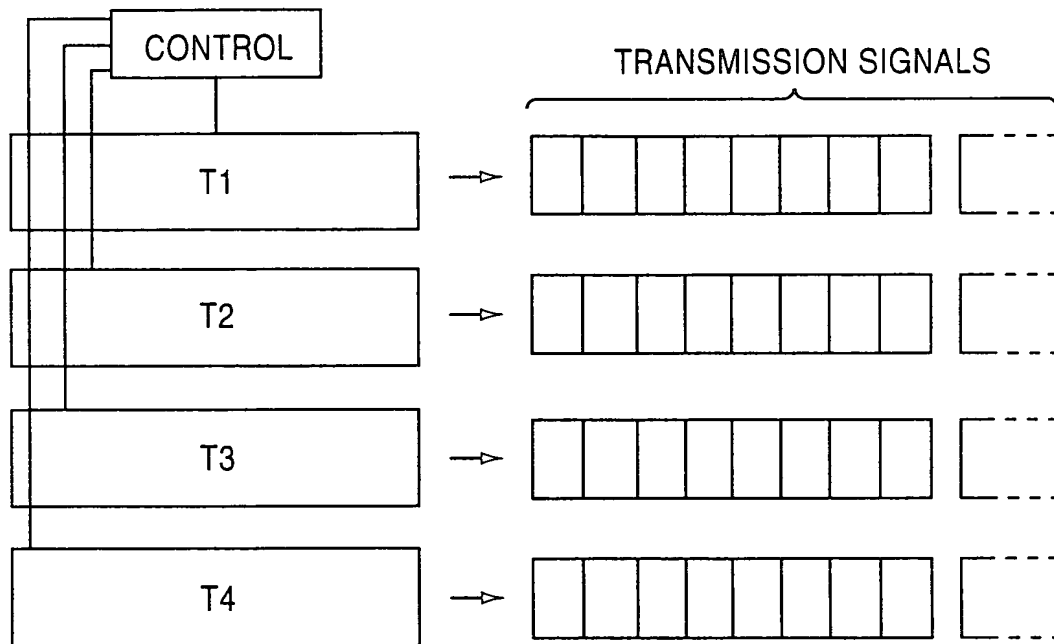 CONTROL
TRANSMISSION SIGNALS
T1
T2
T3
T4